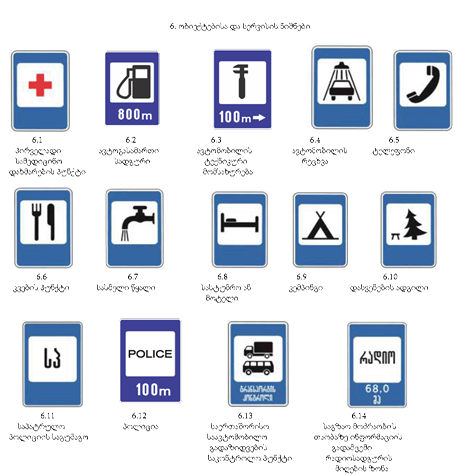 6. ობიექტებისა და სერვისის ნიშნები
800m
100m
6.1
პირველადი
სამედიცინო
დახმარების პუნქტი
6.2
ავტოგასამართი
სადგური
6.3
ავტომობილის
ტექნიკური
მომსახურება
6.4
ავტომობილის
რეცხვა
6.5
ტელეფონი
6.6
კვების პუნქტი
6.7
სასმელი წყალი
6.8
სასტუმრო ან
მოტელი
6.9
კემპინგი
6.10
დასვენების ადგილი
სპ
POLICE
100m
ტრანსპორტის
კონტროლი
რადიო
68.0
6.11
საპატრულო
პოლიციის საგუშაგო
6.12
პოლიცია
6.13
საერთაშორისო
საავტომობილო
გადაზიდვების
საკონტროლო პუნქტი
6.14
საგზაო მოძრაობის
თაობაზე ინფორმაციის
გადამცემი
რადიოსადგურის
მიღების ზონა